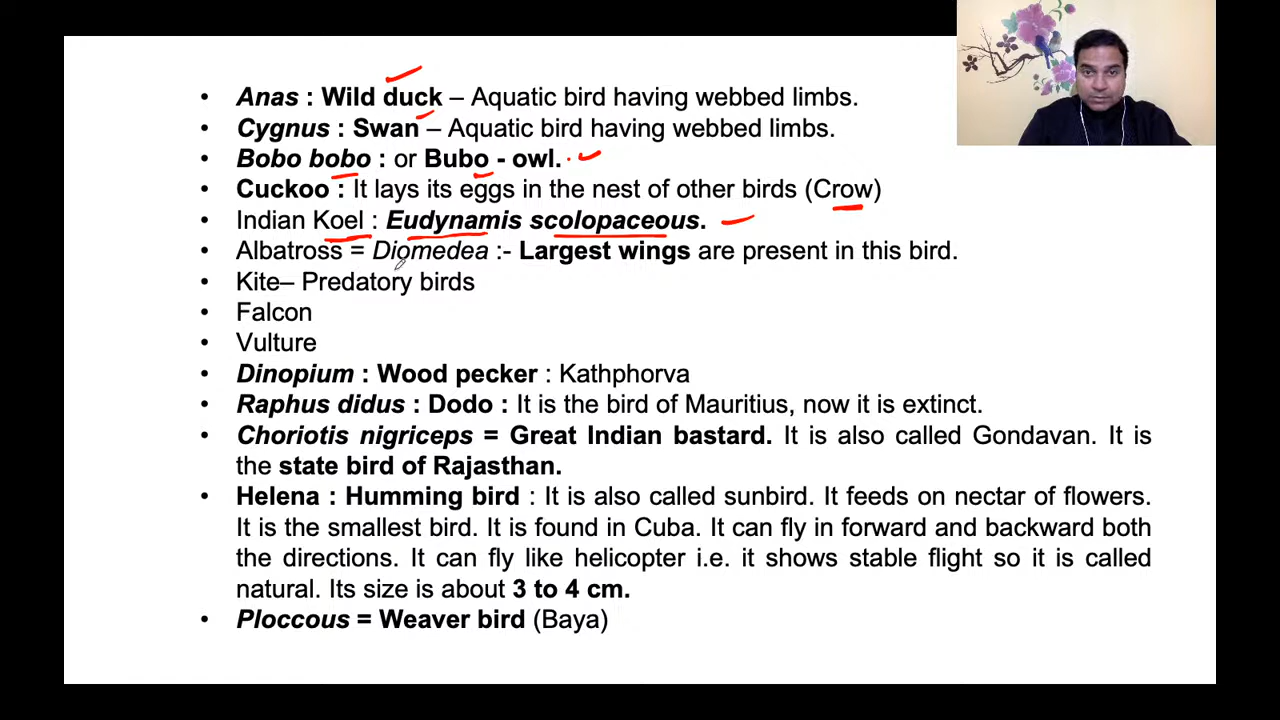 • Anas : Wild duck – Aquatic bird having webbed limbs.
• Cygnus : Swan – Aquatic bird having webbed limbs.
• Bobo bobo : or Bubo - owl.
• Cuckoo : It lays its eggs in the nest of other birds (Crow)
• Indian Koel : Eudynamis scolopaceous.
• Albatross = Diomedea :- Largest wings are present in this bird.
• Kite– Predatory birds
• Falcon
• Vulture
• Dinopium : Wood pecker : Kathphorva
• Raphus didus : Dodo : It is the bird of Mauritius, now it is extinct.
• Choriotis nigriceps = Great Indian bastard. It is also called Gondavan. It is
the state bird of Rajasthan.
• Helena : Humming bird : It is also called sunbird. It feeds on nectar of flowers.
It is the smallest bird. It is found in Cuba. It can fly in forward and backward both
the directions. It can fly like helicopter i.e. it shows stable flight so it is called
natural. Its size is about 3 to 4 cm.
• Ploccous = Weaver bird (Baya)